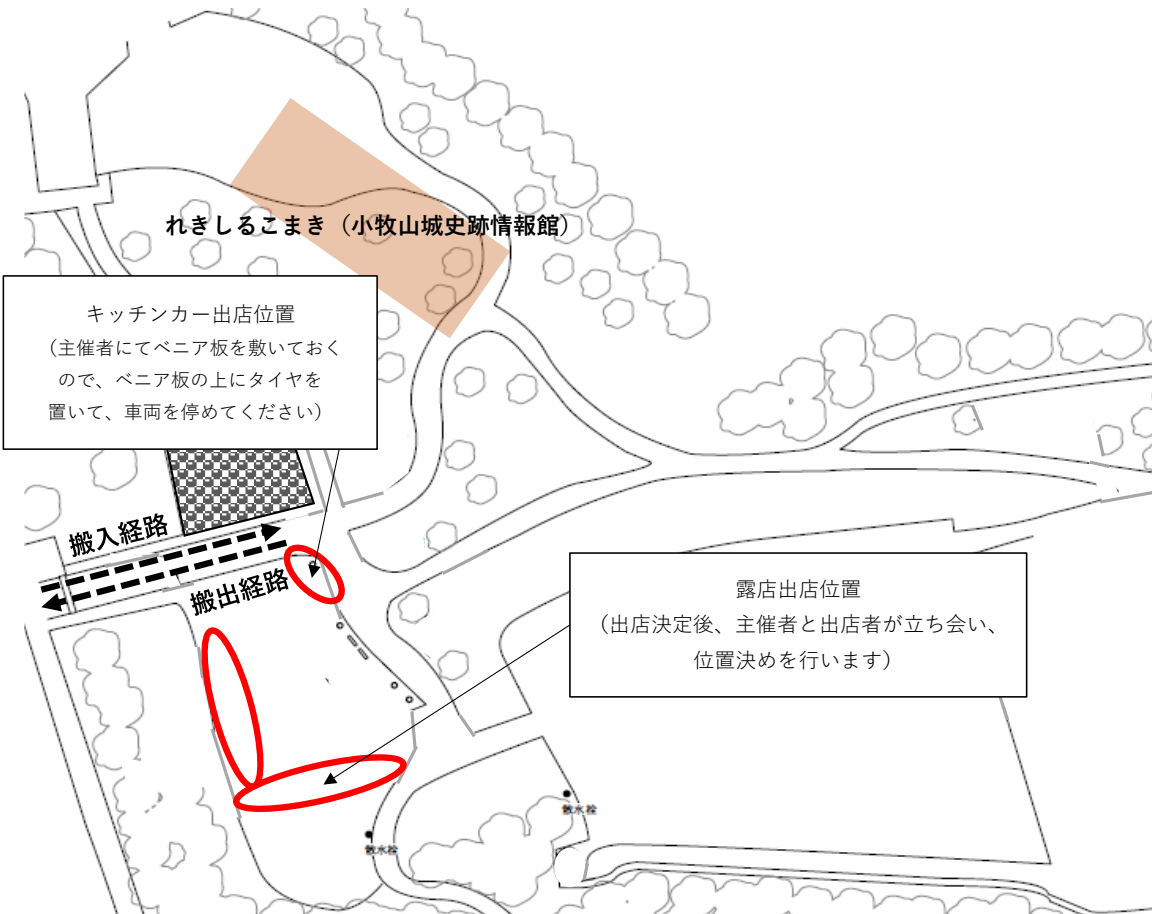 れきしるこまき(小牧山城史跡情報館)
キッチンカー出店位置
(主催者にてベニア板を敷いておく
ので、ベニア板の上にタイヤを
置いて、車両を停めてください)
搬入経路
搬出経路
露店出店位置
(出店決定後、主催者と出店者が立ち会い、
位置決めを行います)
散水栓
散水栓